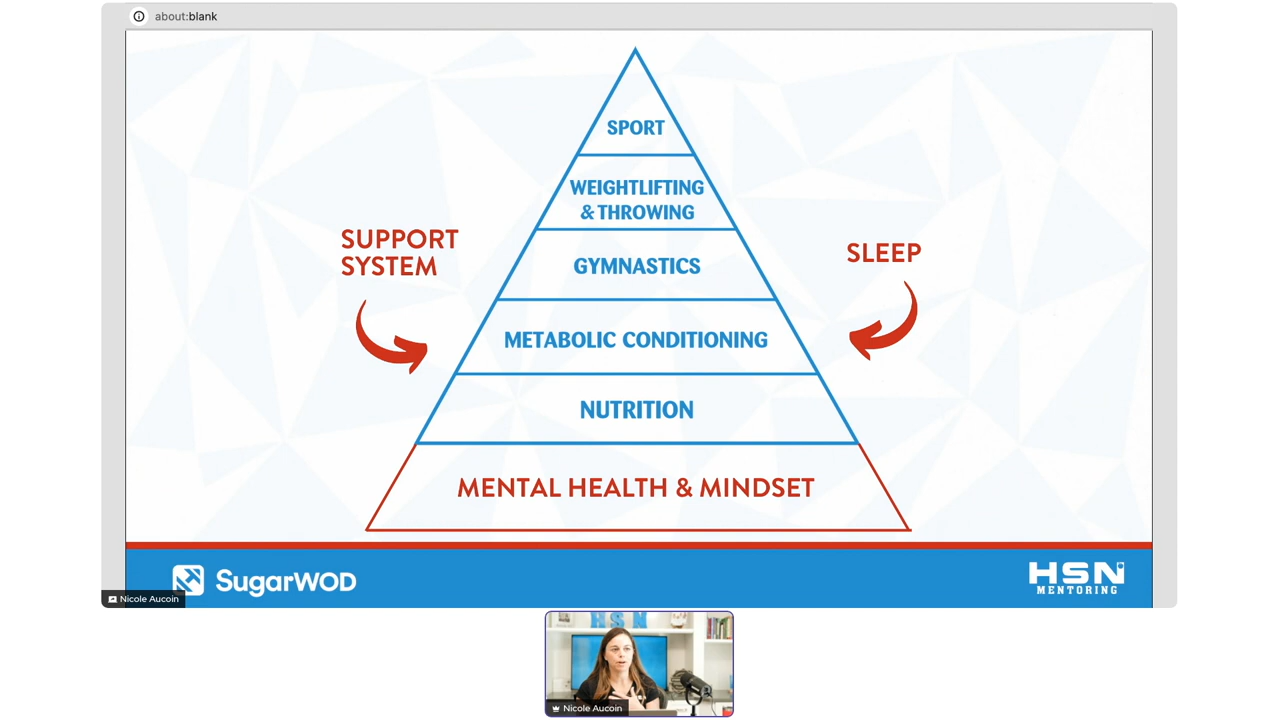 about:blank
SPORT
WEIGHTLIFTING
& THROWING
SUPPORT
SYSTEM
GYMNASTICS
SLEEP
METABOLIC CONDITIONING
NUTRITION
MENTAL HEALTH & MINDSET
SugarWOD
HSN
MENTORING
Nicole Aucoin
HSN
Nicole Aucoin